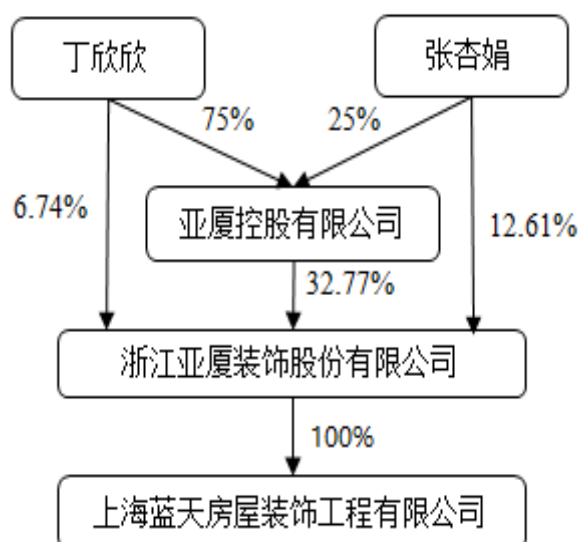 丁欣欣
张杏娟
75%
25%
6.74%
亚厦控股有限公司
12.61%
32.77%
浙江亚厦装饰股份有限公司
100%
上海蓝天房屋装饰工程有限公司